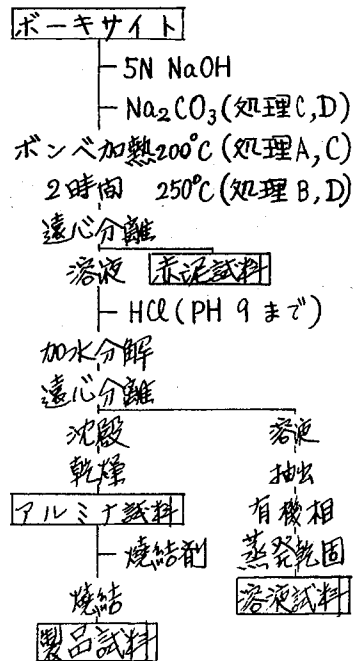 ボーキサイト
5N NaOH
Na2CO3(処理C,D)
ボンベ加熱200°C(処理A,C)
2時間 250°C(処理B,D)
遠心分離
溶液 赤泥試料
HCl(PH 9まで)
加水分解
遠心分離
沈殿 溶液
乾燥 抽出
アルミナ試料 有機相
焼結剤 蒸発乾固
焼結 溶液試料
製品試料